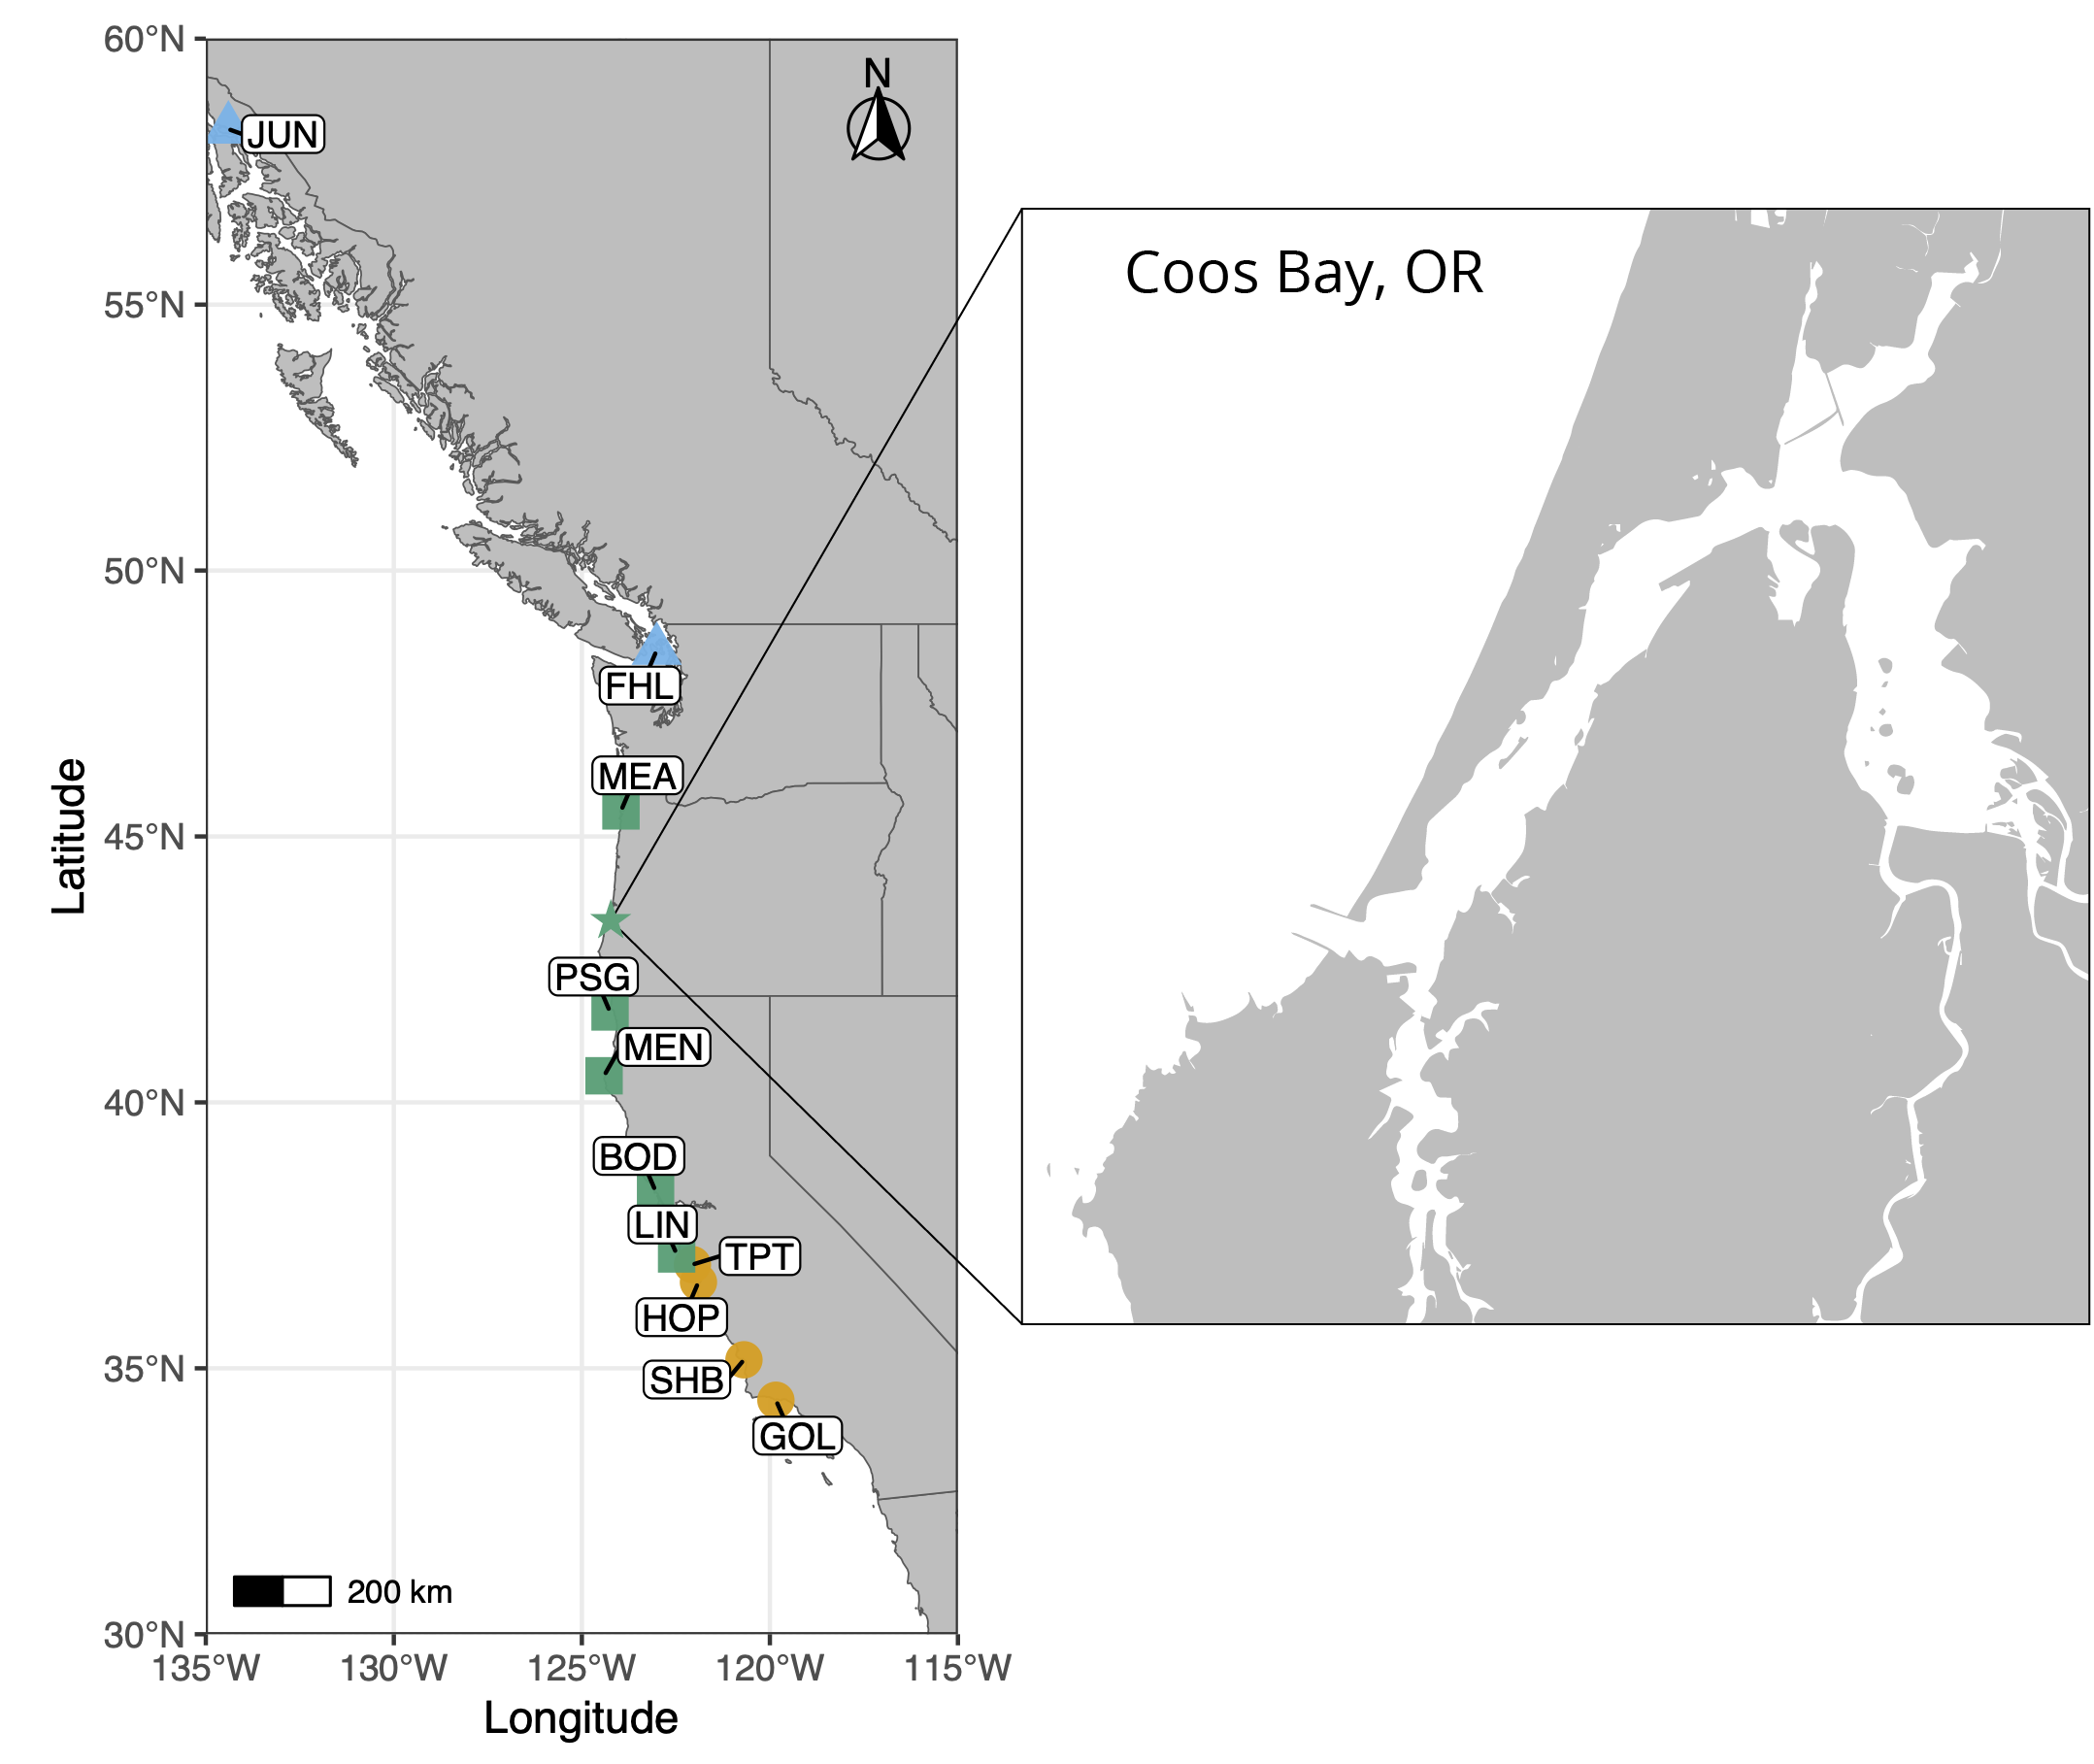 60°N
55°N
50°N
45°N
40°N
35°N
30°N
Latitude
N
JUN
FHL
MEA
PSG
MEN
BOD
LIN
TPT
HOP
SHB
GOL
200 km
135°W
130°W
125°W
120°W
115°W
Longitude
Coos Bay, OR